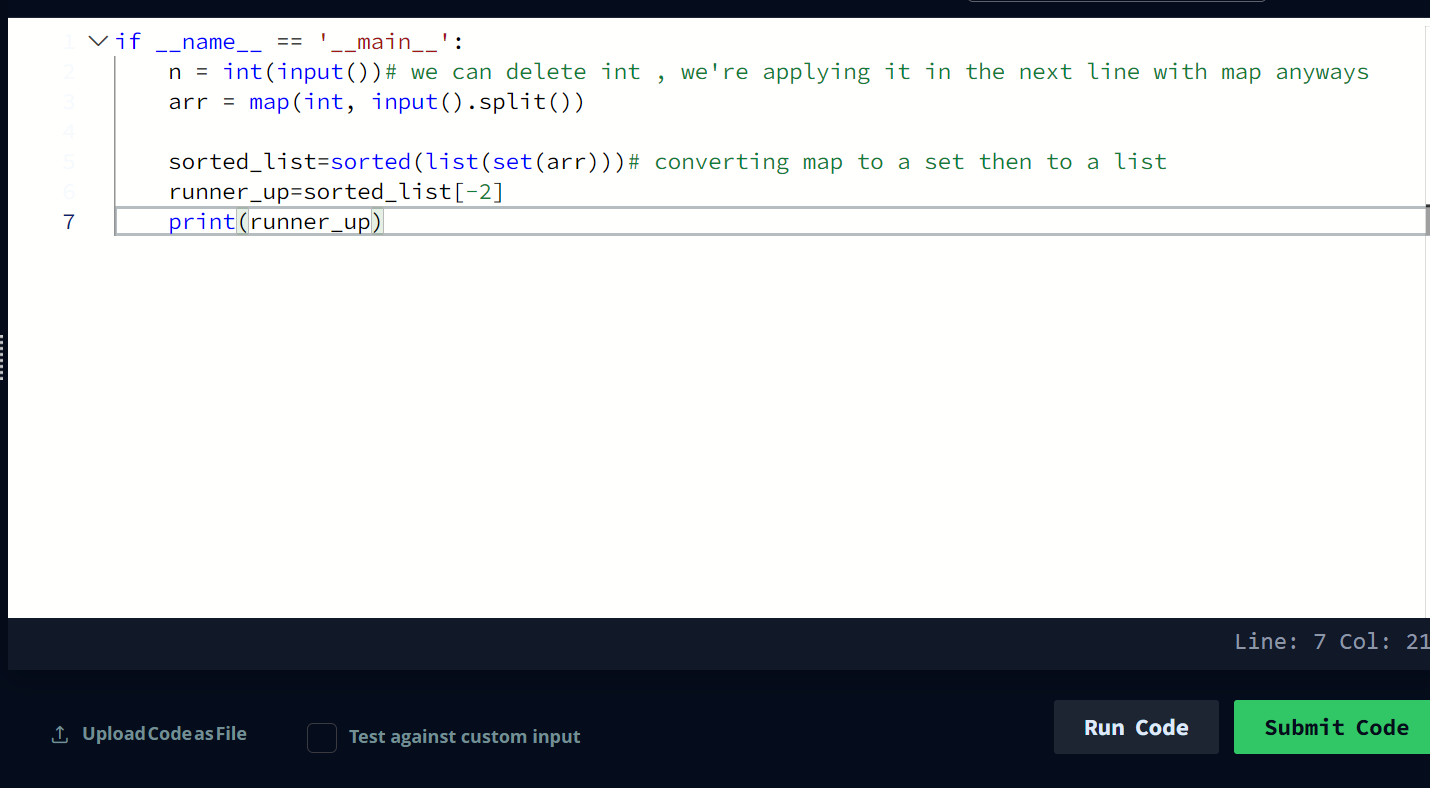 1 if __name__ == '__main__':
2 n = int(input())# we can delete int , we're applying it in the next line with map anyways
3 arr = map(int, input().split())
4
5 sorted_list=sorted(list(set(arr)))# converting map to a set then to a list
6 runner_up=sorted_list[-2]
7 print(runner_up)
Line: 7 Col: 21
Upload Code as File
Test against custom input
Run Code
Submit Code